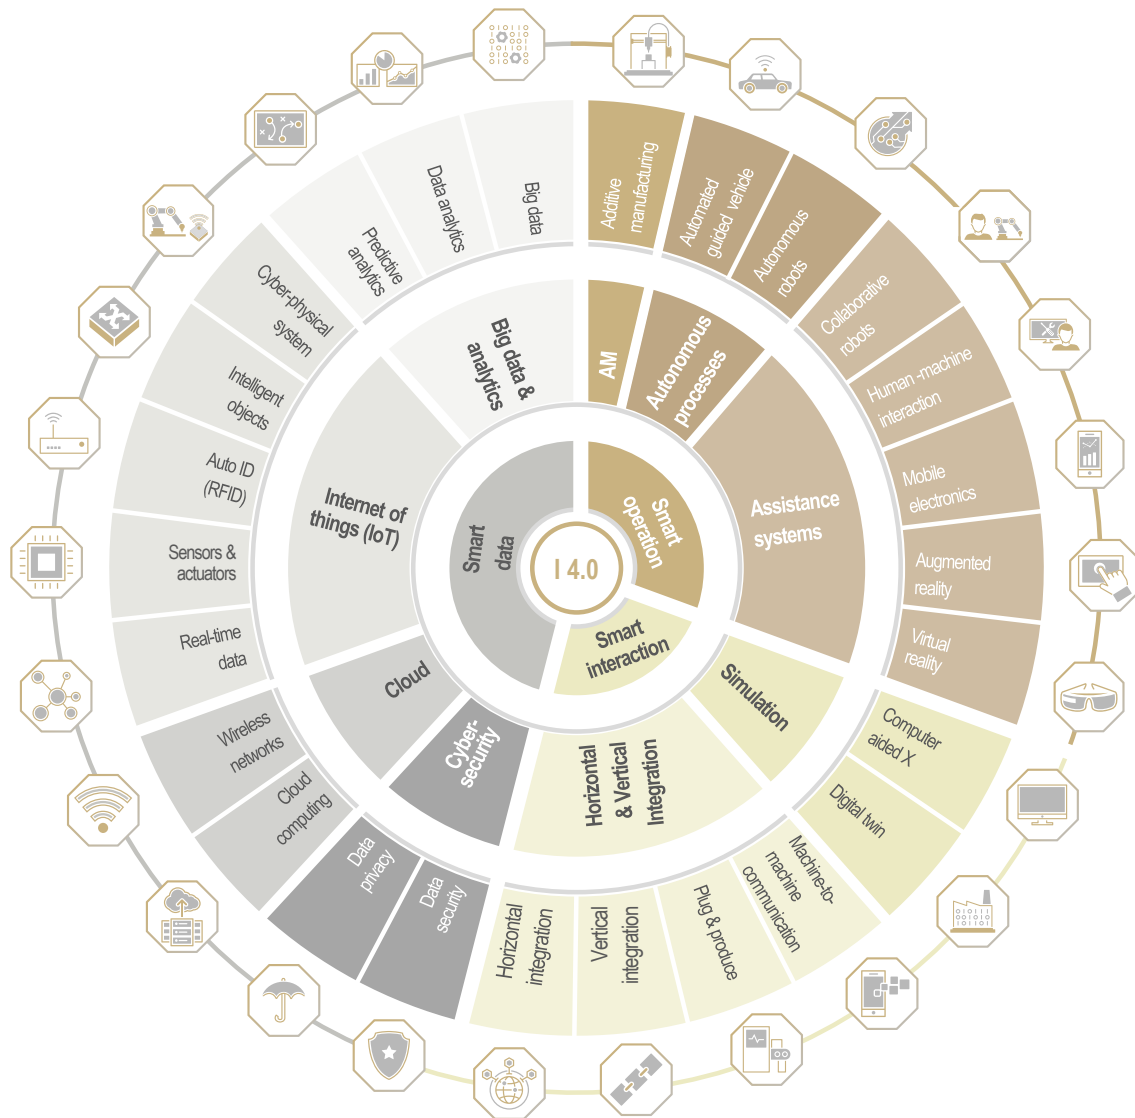 I 4.0
Smart
operation
Smart
interaction
Smart
data
AM
Autonomous
processes
Assistance
systems
Simulation
Horizontal
& Vertical
Integration
Cyber-
security
Cloud
Internet of
things (IoT)
Big data &
analytics
Additive
manufacturing
Automated
guided vehicle
Autonomous
robots
Collaborative
robots
Human -machine
interaction
Mobile
electronics
Augmented
reality
Virtual
reality
Computer
aided X
Digital twin
Machine-to-
machine
communication
Plug & produce
Vertical
integration
Horizontal
integration
Data
security
Data
privacy
Cloud
computing
Wireless
networks
Real-time
data
Sensors &
actuators
Auto ID
(RFID)
Intelligent
objects
Cyber-physical
system
Predictive
analytics
Data analytics
Big data